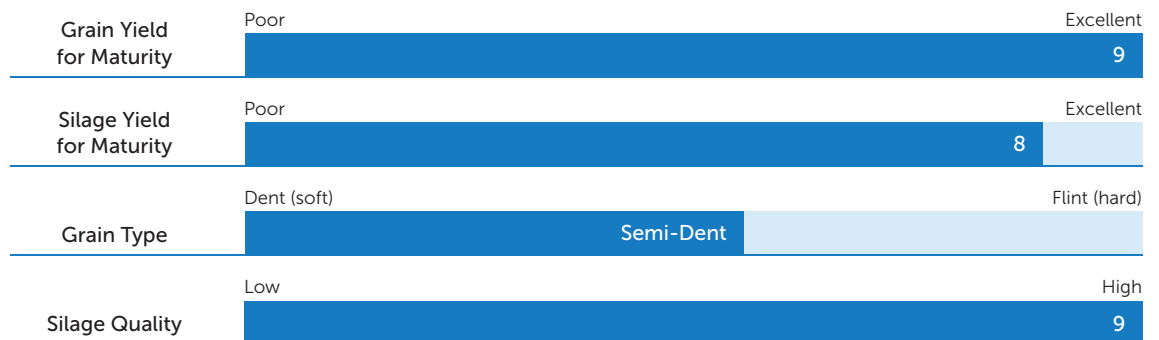 Grain Yield
for Maturity
Poor Excellent
9
Silage Yield
for Maturity
Poor Excellent
8
Grain Type
Dent (soft) Flint (hard)
Semi-Dent
Silage Quality
Low High
9